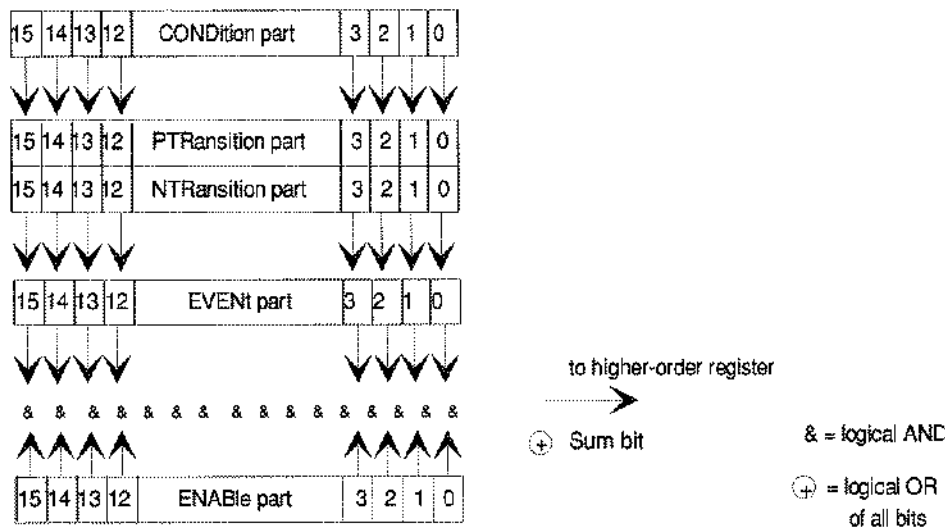 15 14 13 12 CONDition part 3 2 1 0
15 14 13 12 PTRansition part 3 2 1 0
15 14 13 12 NTRansition part 3 2 1 0
15 14 13 12 EVENt part 3 2 1 0
to higher-order register
& & & & & & & & & & & & & & & &
+ Sum bit
& = logical AND
15 14 13 12 ENABle part 3 2 1 0
+ = logical OR
of all bits